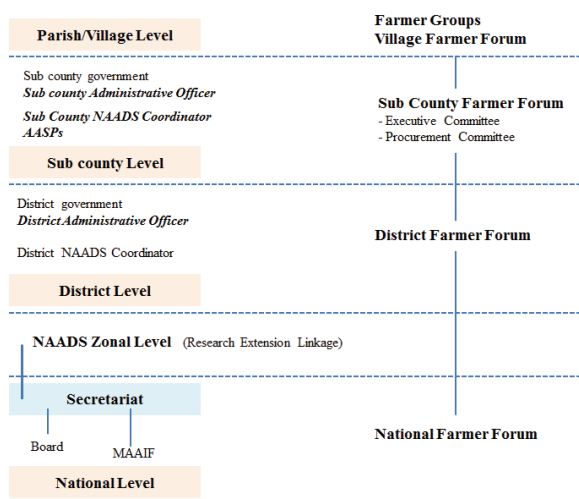 Parish/Village Level
Farmer Groups
Village Farmer Forum
Sub county government
Sub county Administrative Officer
Sub County NAADS Coordinator
AASPs
Sub County Farmer Forum
- Executive Committee
- Procurement Committee
Sub county Level
District government
District Administrative Officer
District NAADS Coordinator
District Farmer Forum
District Level
NAADS Zonal Level (Research Extension Linkage)
Secretariat
Board
MAAIF
National Farmer Forum
National Level